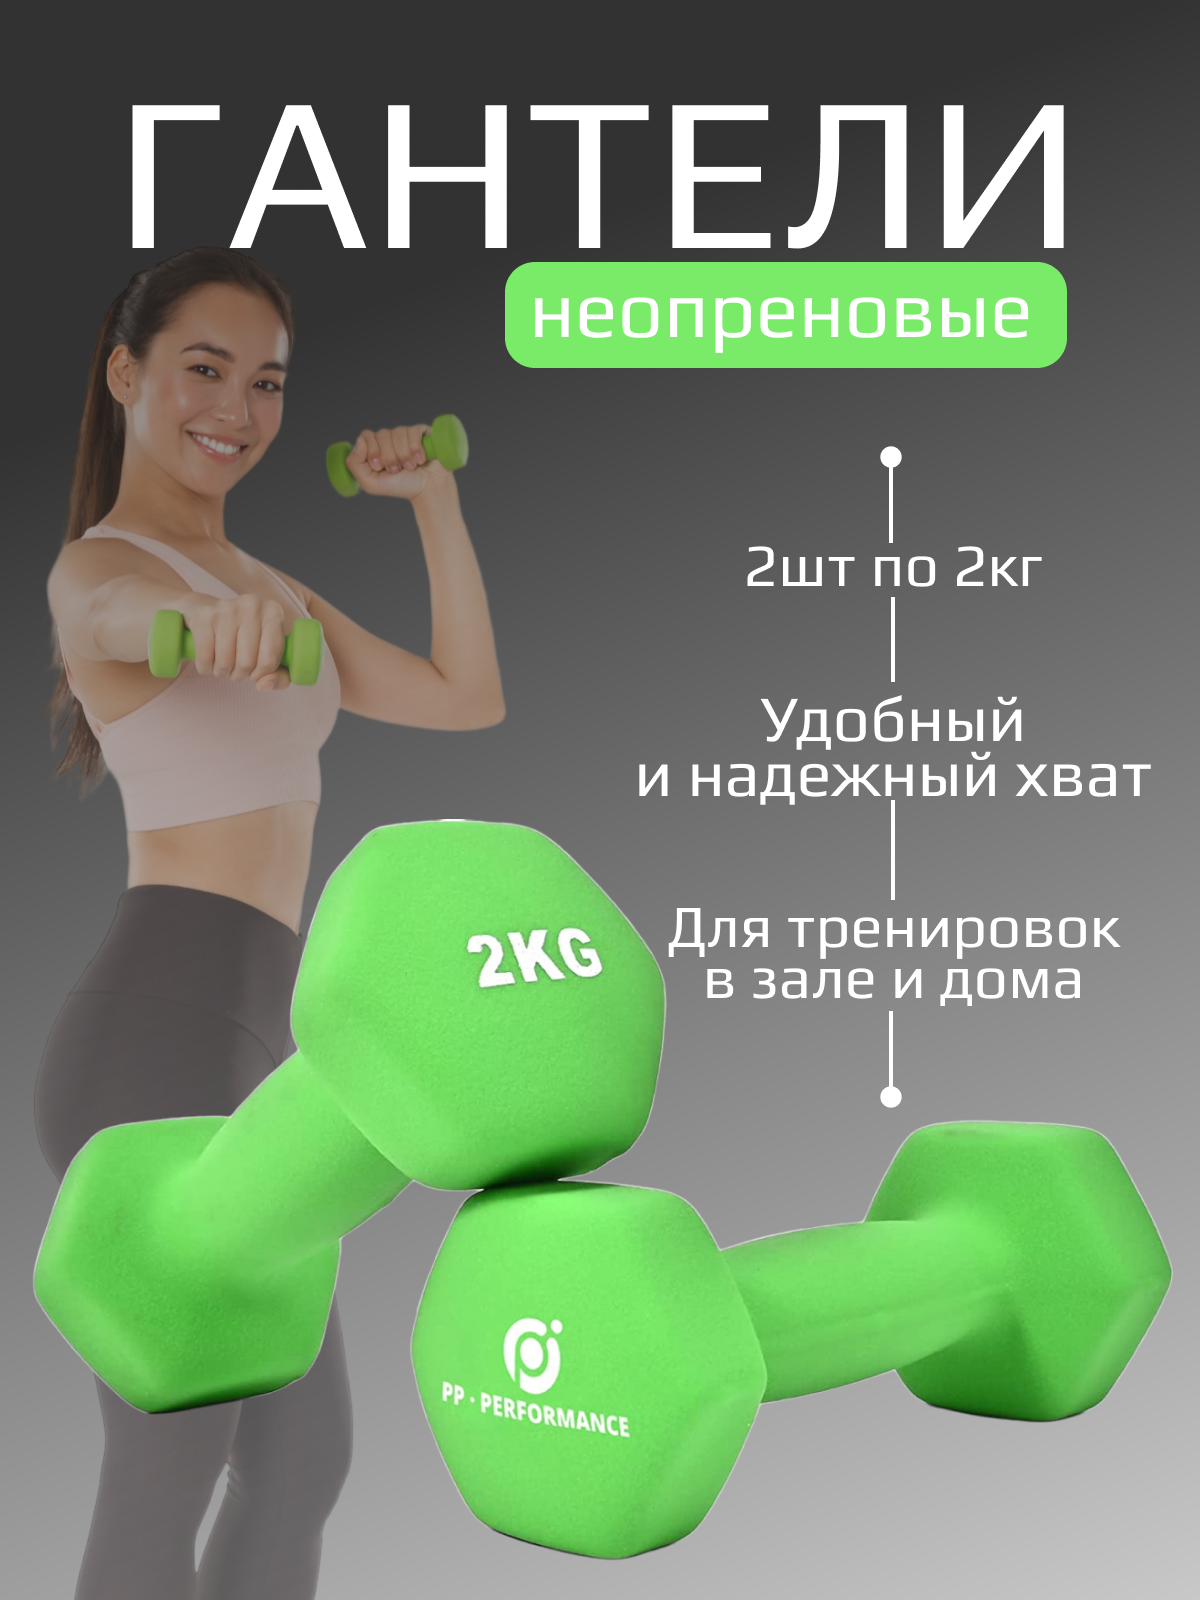 ГАНТЕЛИ
неопреновые
2шт по 2кг
Удобный
и надежный хват
Для тренировок
в зале и дома
2KG
PP · PERFORMANCE